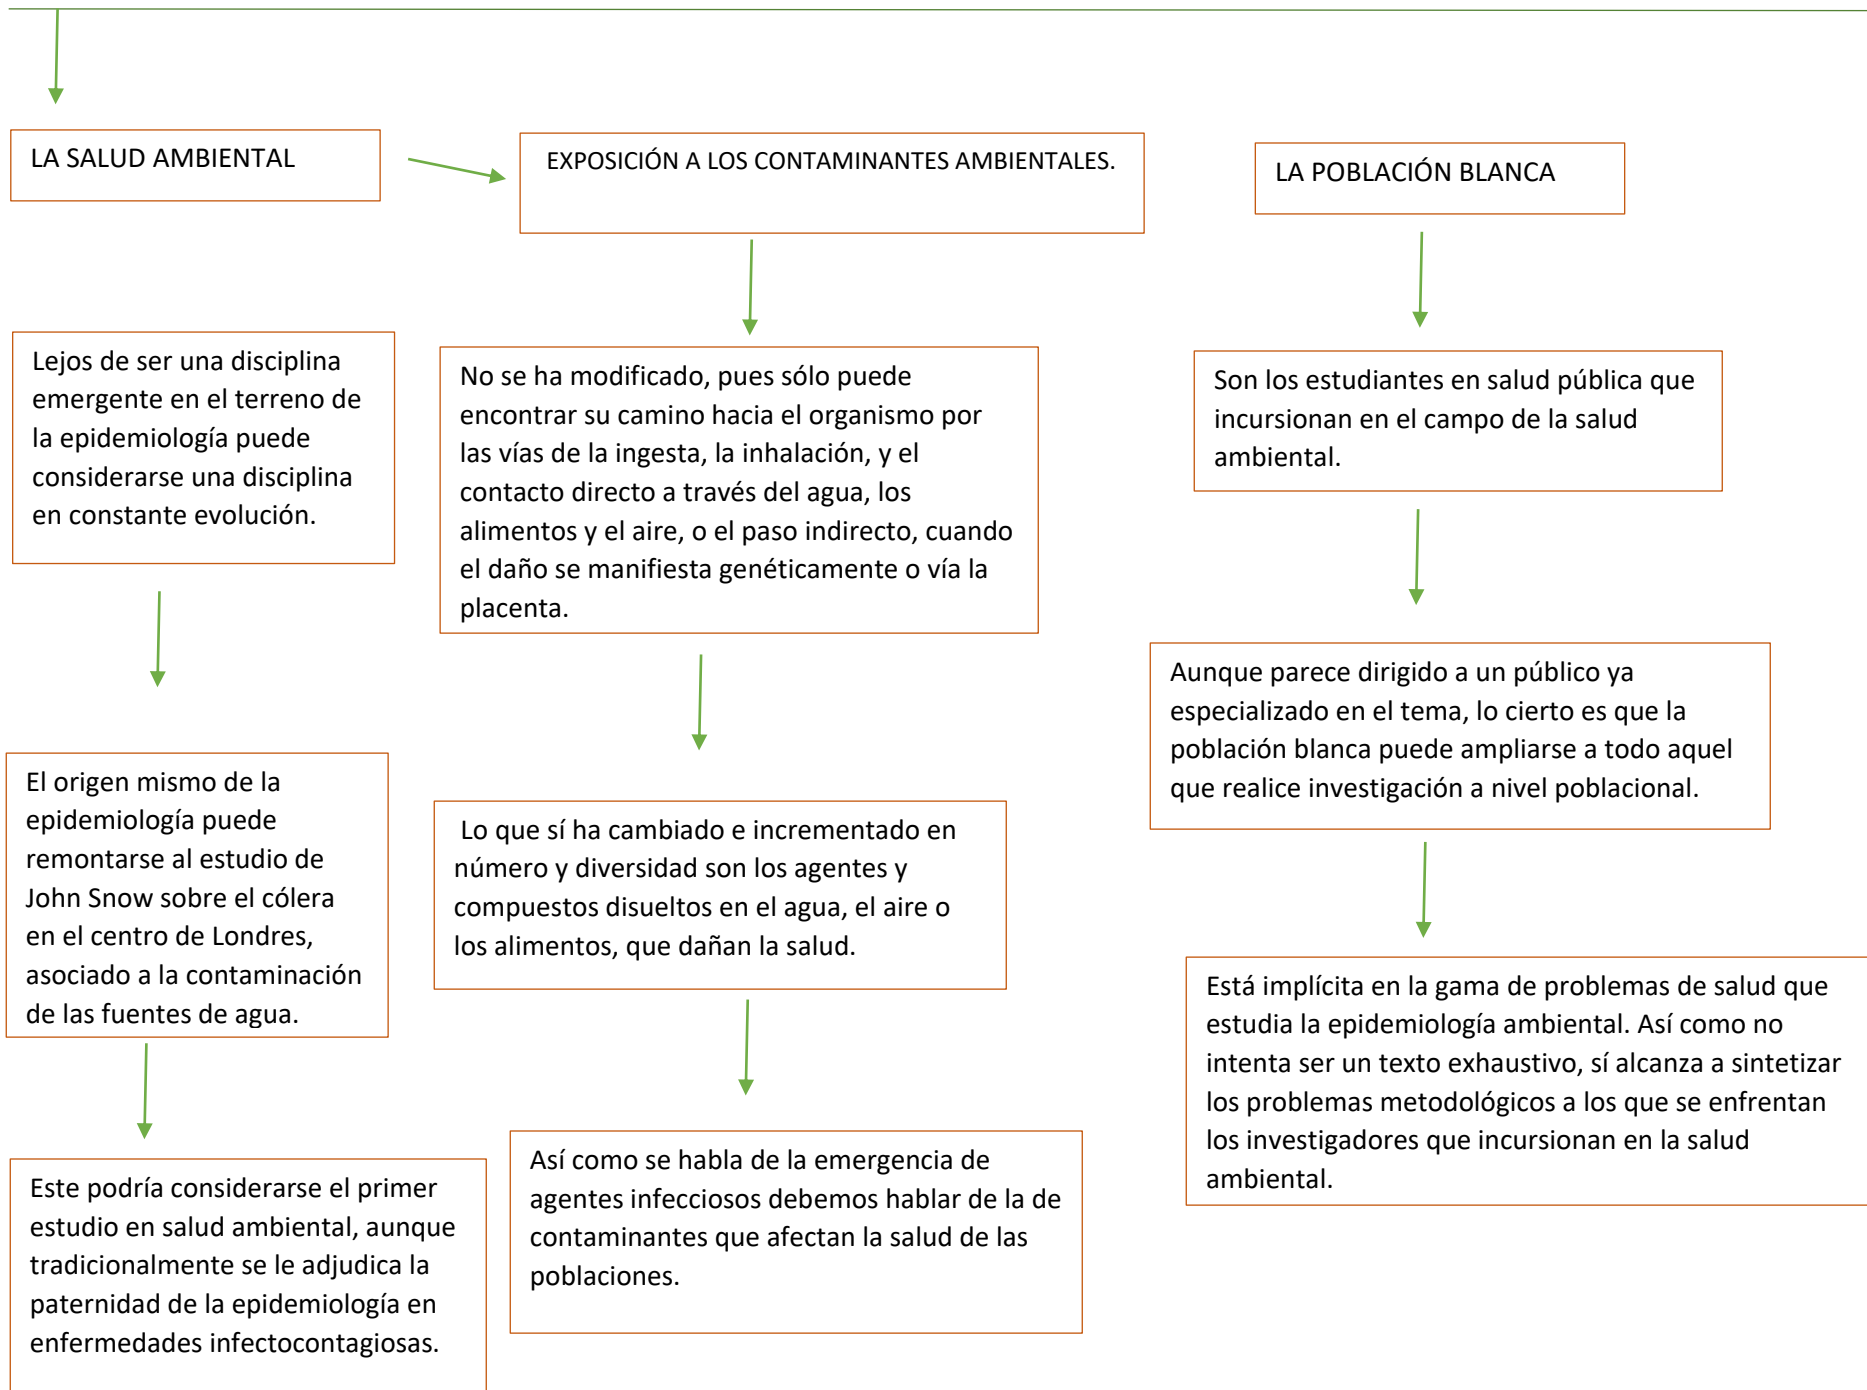 LA SALUD AMBIENTAL
EXPOSICIÓN A LOS CONTAMINANTES AMBIENTALES.
LA POBLACIÓN BLANCA
Lejos de ser una disciplina
emergente en el terreno de
la epidemiología puede
considerarse una disciplina
en constante evolución.
No se ha modificado, pues sólo puede
encontrar su camino hacia el organismo por
las vías de la ingesta, la inhalación, y el
contacto directo a través del agua, los
alimentos y el aire, o el paso indirecto, cuando
el daño se manifiesta genéticamente o vía la
placenta.
Son los estudiantes en salud pública que
incursionan en el campo de la salud
ambiental.
Aunque parece dirigido a un público ya
especializado en el tema, lo cierto es que la
población blanca puede ampliarse a todo aquel
que realice investigación a nivel poblacional.
El origen mismo de la
epidemiología puede
remontarse al estudio de
John Snow sobre el cólera
en el centro de Londres,
asociado a la contaminación
de las fuentes de agua.
Lo que sí ha cambiado e incrementado en
número y diversidad son los agentes y
compuestos disueltos en el agua, el aire o
los alimentos, que dañan la salud.
Está implícita en la gama de problemas de salud que
estudia la epidemiología ambiental. Así como no
intenta ser un texto exhaustivo, sí alcanza a sintetizar
los problemas metodológicos a los que se enfrentan
los investigadores que incursionan en la salud
ambiental.
Este podría considerarse el primer
estudio en salud ambiental, aunque
tradicionalmente se le adjudica la
paternidad de la epidemiología en
enfermedades infectocontagiosas.
Así como se habla de la emergencia de
agentes infecciosos debemos hablar de la de
contaminantes que afectan la salud de las
poblaciones.